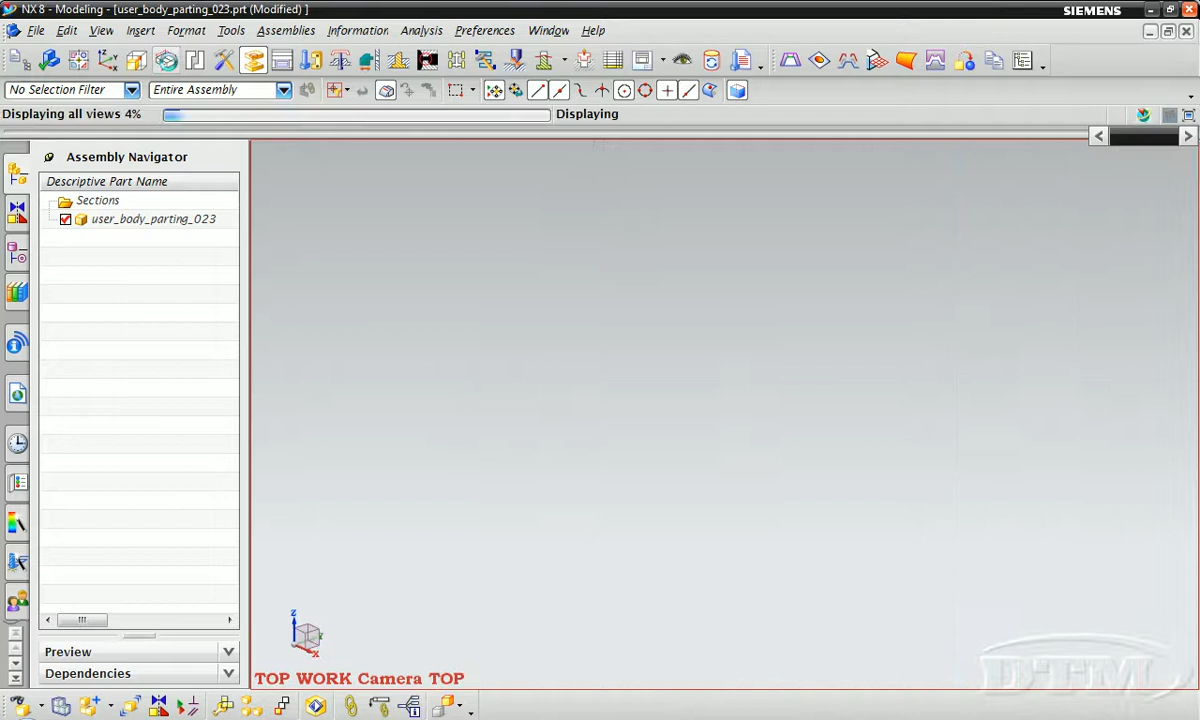 NX 8 - Modeling - [user_body_parting_023.prt (Modified) ]
SIEMENS
File Edit View Insert Format Tools Assemblies Information Analysis Preferences Window Help
No Selection Filter Entire Assembly
Displaying all views 4% Displaying
Assembly Navigator
Descriptive Part Name
Sections
user_body_parting_023
Z
X
TOP WORK Camera TOP
Preview
Dependencies
DTM